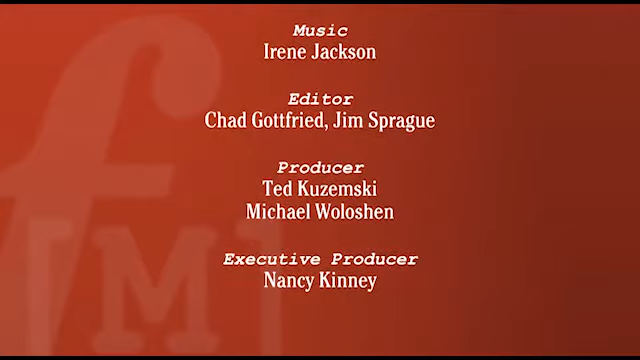 Music
Irene Jackson
Editor
Chad Gottfried, Jim Sprague
Producer
Ted Kuzemski
Michael Woloshen
Executive Producer
Nancy Kinney
f
[M]